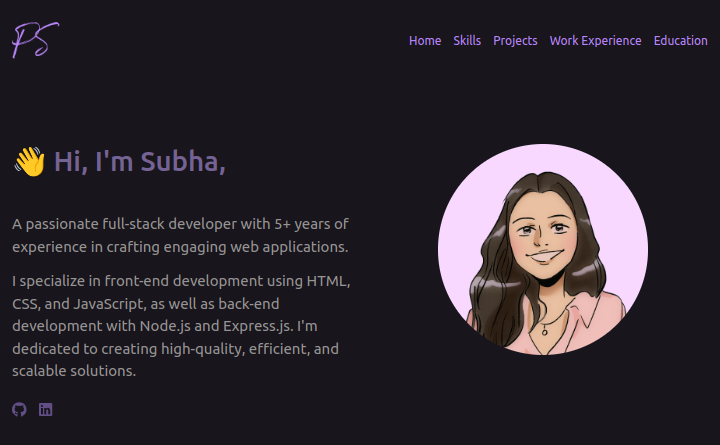 PS
Home Skills Projects Work Experience Education
👋 Hi, I'm Subha,
A passionate full-stack developer with 5+ years of
experience in crafting engaging web applications.
I specialize in front-end development using HTML,
CSS, and JavaScript, as well as back-end
development with Node.js and Express.js. I'm
dedicated to creating high-quality, efficient, and
scalable solutions.
in